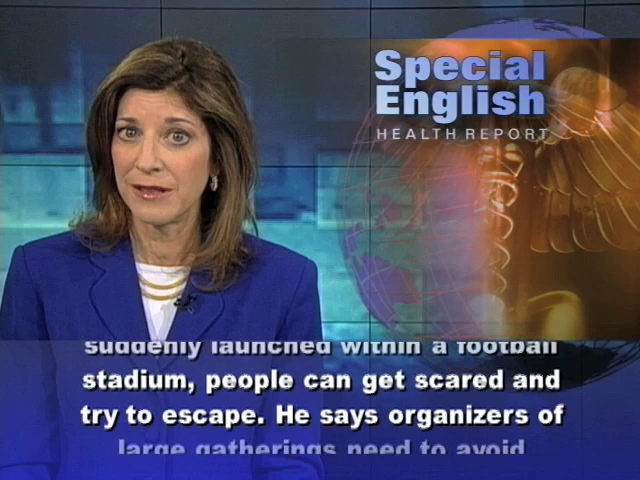 Special
English
HEALTH REPORT
suddenly launched within a football
stadium, people can get scared and
try to escape. He says organizers of
large gatherings need to avoid